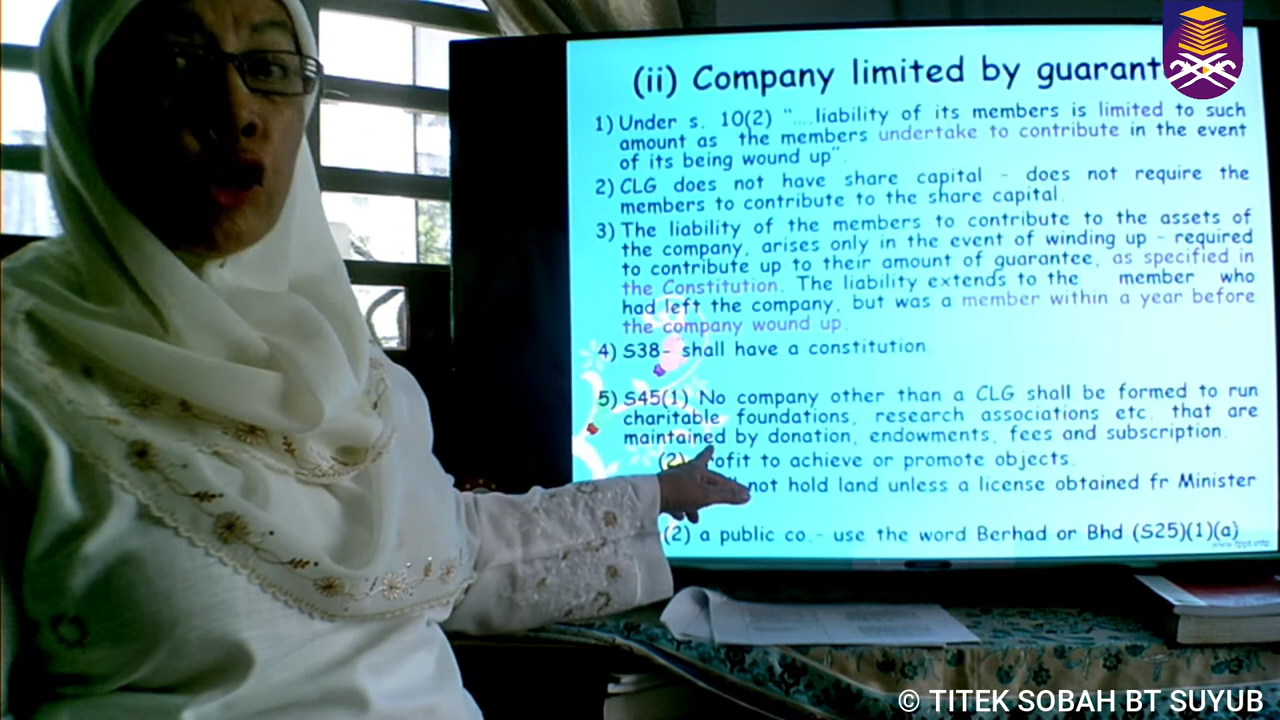 (ii) Company limited by guarant
1) Under s. 10(2) "....liability of its members is limited to such
amount as the members undertake to contribute in the event
of its being wound up".
2) CLG does not have share capital - does not require the
members to contribute to the share capital.
3) The liability of the members to contribute to the assets of
the company, arises only in the event of winding up - required
to contribute up to their amount of guarantee, as specified in
the Constitution. The liability extends to the member who
had left the company, but was a member within a year before
the company wound up.
4) S38- shall have a constitution
5) S45(1) No company other than a CLG shall be formed to run
charitable foundations, research associations etc. that are
maintained by donation, endowments, fees and subscription.
(2) ofit to achieve or promote objects.
not hold land unless a license obtained fr Minister
(2) a public co.- use the word Berhad or Bhd (S25)(1)(a)
© TITEK SOBAH BT SUYUB